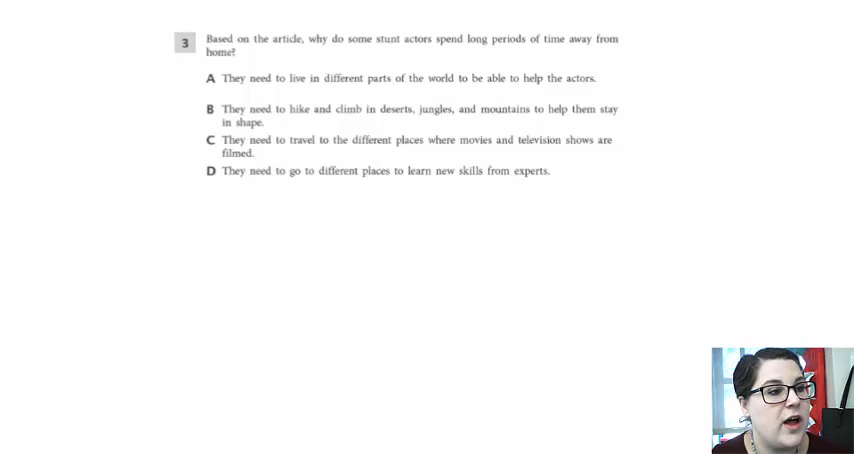 3 Based on the article, why do some stunt actors spend long periods of time away from
home?
A They need to live in different parts of the world to be able to help the actors.
B They need to hike and climb in deserts, jungles, and mountains to help them stay
in shape.
C They need to travel to the different places where movies and television shows are
filmed.
D They need to go to different places to learn new skills from experts.